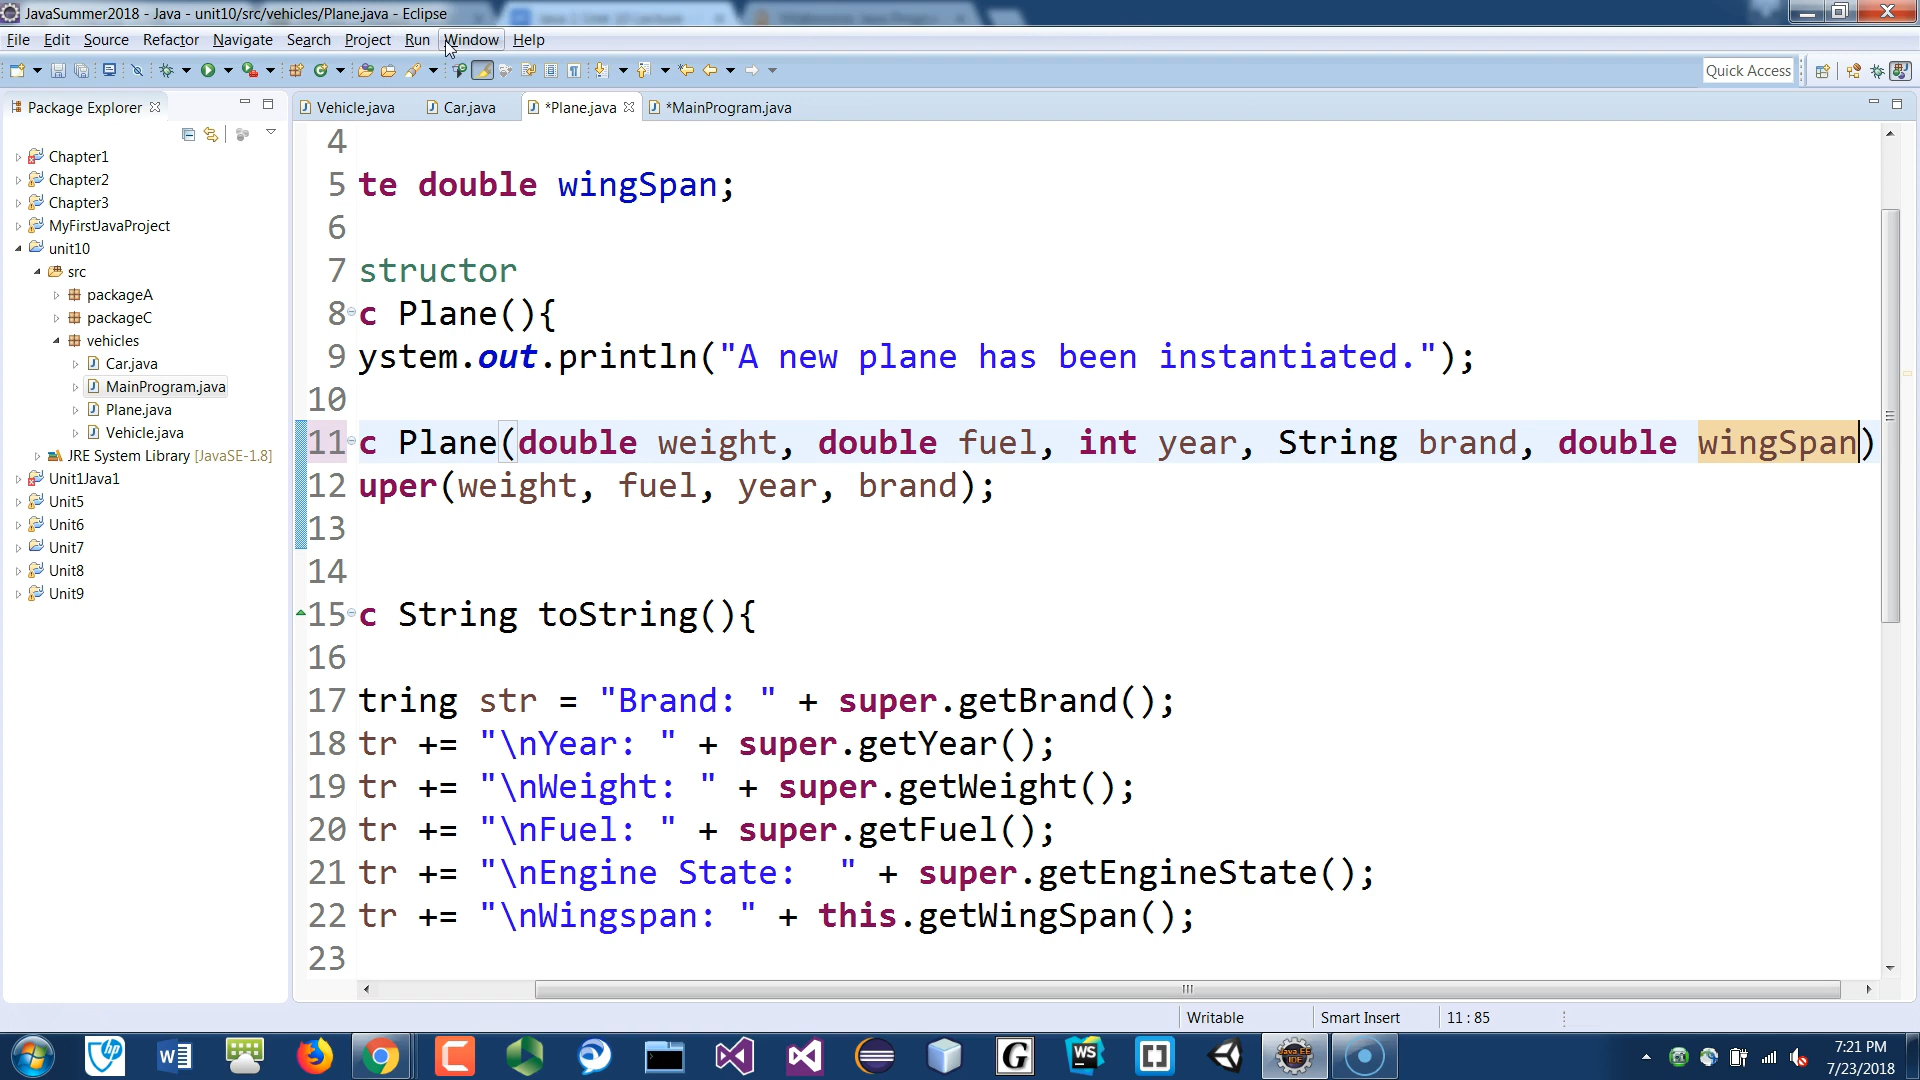 JavaSummer2018 - Java - unit10/src/vehicles/Plane.java - Eclipse
File Edit Source Refactor Navigate Search Project Run Window Help
Quick Access
Package Explorer
Vehicle.java Car.java *Plane.java *MainProgram.java
Chapter1
Chapter2
Chapter3
MyFirstJavaProject
unit10
src
packageA
packageC
vehicles
Car.java
MainProgram.java
Plane.java
Vehicle.java
JRE System Library [JavaSE-1.8]
Unit1Java1
Unit5
Unit6
Unit7
Unit8
Unit9
4
5 te double wingSpan;
6
7 structor
8 c Plane(){
9 ystem.out.println("A new plane has been instantiated.");
10
11 c Plane(double weight, double fuel, int year, String brand, double wingSpan)
12 uper(weight, fuel, year, brand);
13
14
15 c String toString(){
16
17 tring str = "Brand: " + super.getBrand();
18 tr += "\nYear: " + super.getYear();
19 tr += "\nWeight: " + super.getWeight();
20 tr += "\nFuel: " + super.getFuel();
21 tr += "\nEngine State:  " + super.getEngineState();
22 tr += "\nWingspan: " + this.getWingSpan();
23
Writable Smart Insert 11 : 85
7:21 PM
7/23/2018